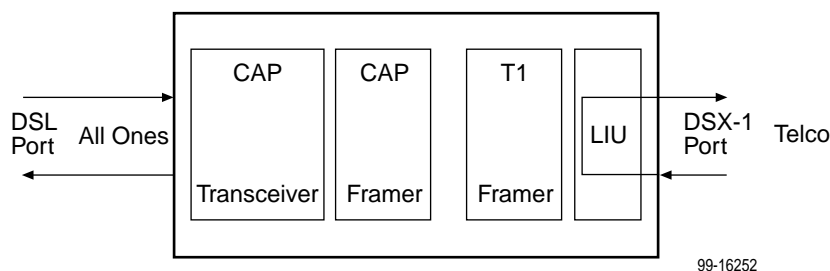 CAP
Transceiver
CAP
Framer
T1
Framer
LIU
DSL
Port
All Ones
DSX-1
Port
Telco
99-16252